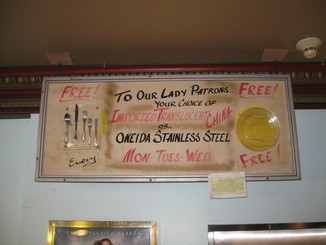 FREE!
TO OUR LADY PATRONS
FREE!
YOUR CHOICE OF
IMPORTED TRANSLUCENT CHINA
OR
ONEIDA STAINLESS STEEL
MON-TUES-WED.
FREE!